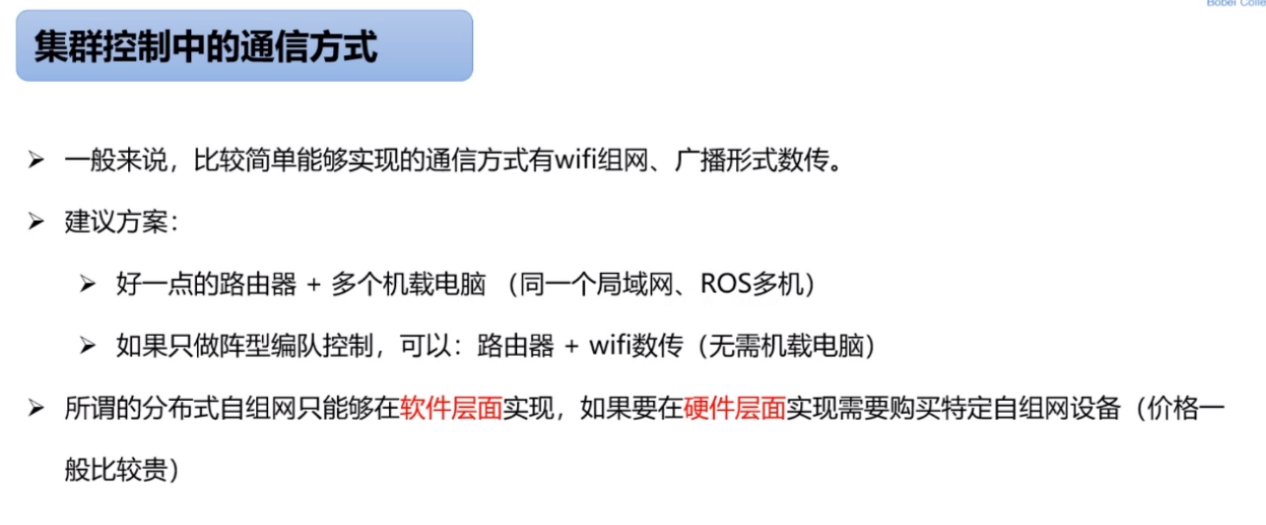 Bobei Colle
集群控制中的通信方式
➢ 一般来说，比较简单能够实现的通信方式有wifi组网、广播形式数传。
➢ 建议方案：
➢ 好一点的路由器 + 多个机载电脑 （同一个局域网、ROS多机）
➢ 如果只做阵型编队控制，可以：路由器 + wifi数传（无需机载电脑）
➢ 所谓的分布式自组网只能够在软件层面实现，如果要在硬件层面实现需要购买特定自组网设备（价格一
般比较贵）